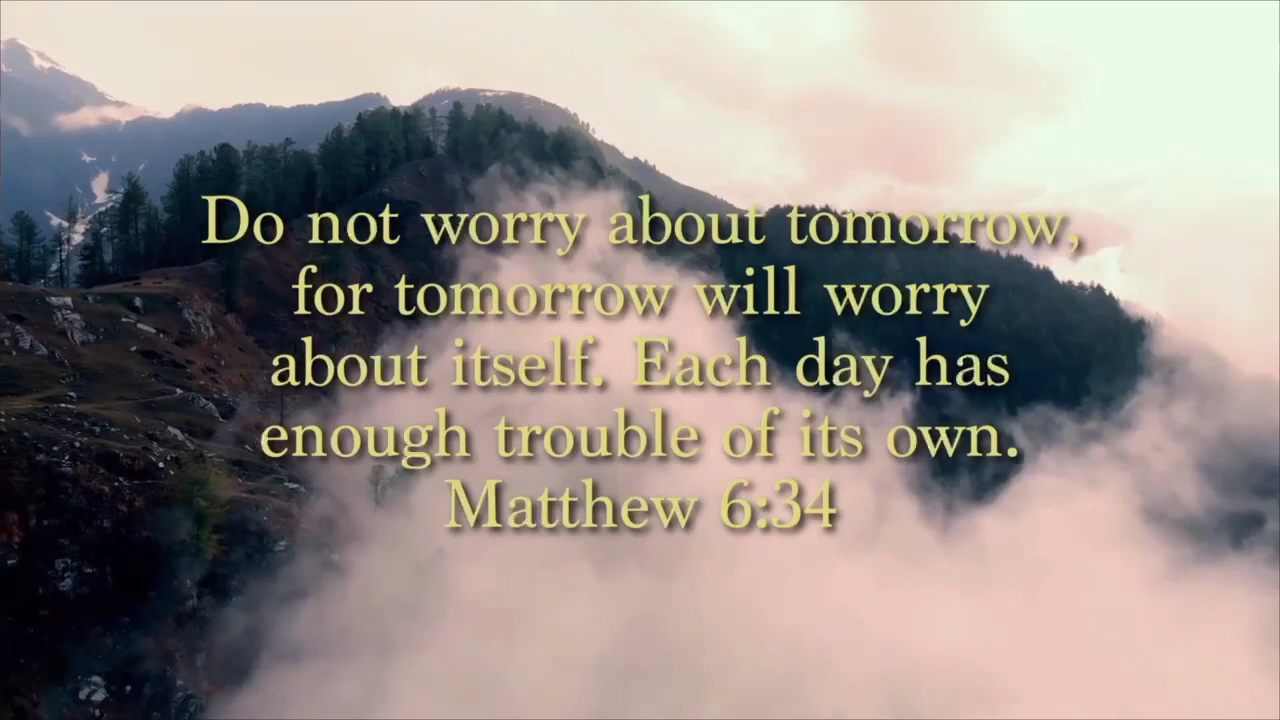 Do not worry about tomorrow,
for tomorrow will worry
about itself. Each day has
enough trouble of its own.
Matthew 6:34